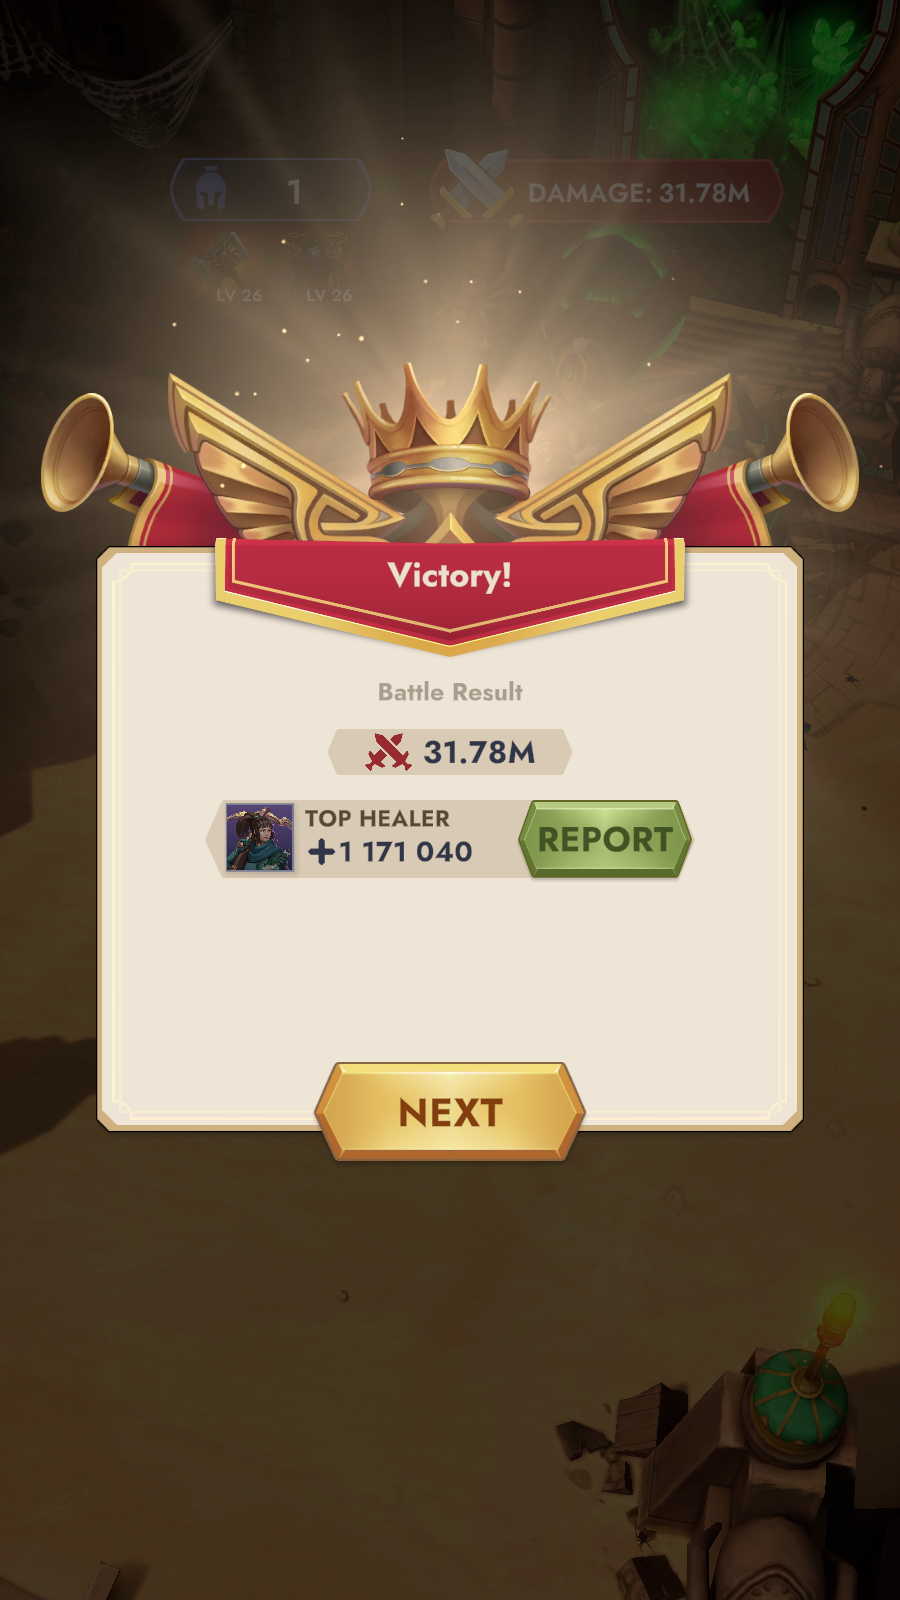 1
DAMAGE: 31.78M
LV 26
LV 26
Victory!
Battle Result
31.78M
TOP HEALER
+1 171 040
REPORT
NEXT